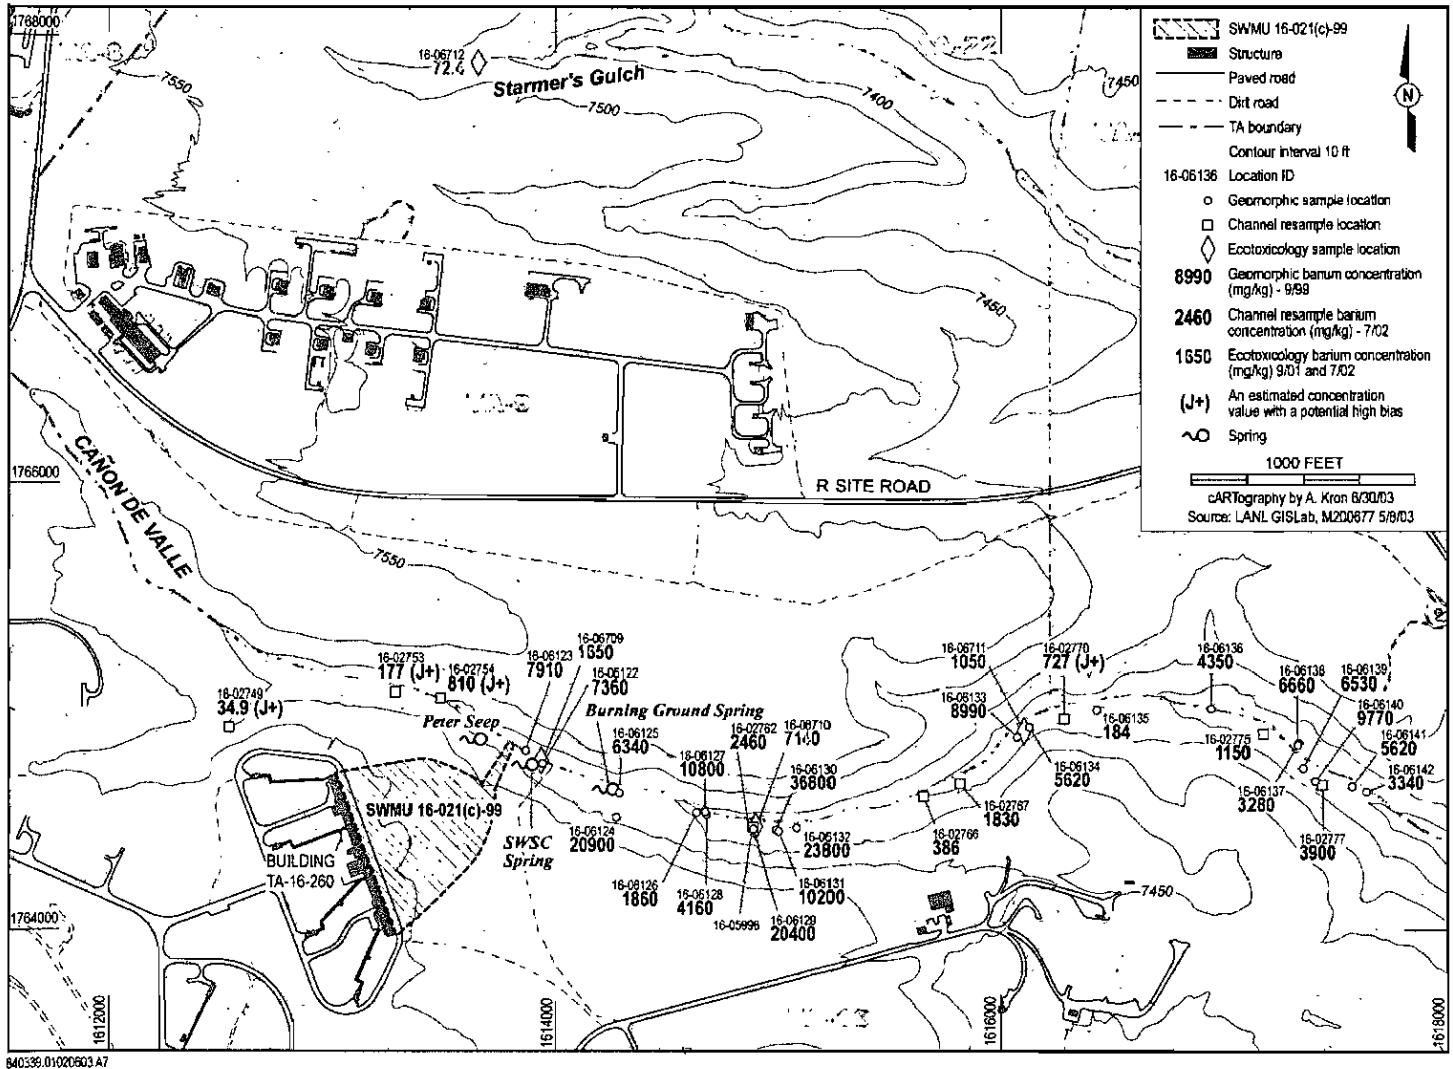 1768000
16-06712
72.4
Starmer's Gulch
7550
7500
7400
7450
SWMU 16-021(c)-99
Structure
Paved road
Dirt road
TA boundary
Contour interval 10 ft
16-06136 Location ID
Geomorphic sample location
Channel resample location
Ecotoxicology sample location
8990 Geomorphic barium concentration
(mg/kg) - 9/99
2460 Channel resample barium
concentration (mg/kg) - 7/02
1650 Ecotoxicology barium concentration
(mg/kg) 9/01 and 7/02
(J+) An estimated concentration
value with a potential high bias
Spring
1000 FEET
cARTography by A. Kron 6/30/03
Source: LANL GISLab, M200677 5/8/03
N
7450
1766000
R SITE ROAD
CAÑON DE VALLE
7550
16-02749
34.9 (J+)
16-02753
177 (J+)
16-02754
810 (J+)
Peter Seep
16-06123
7910
16-06709
1650
16-06122
7360
Burning Ground Spring
16-06125
6340
16-06127
10800
16-02762
2460
16-06710
7140
16-06130
36800
16-06711
1050
16-06133
8990
16-02770
727 (J+)
16-06135
184
16-06134
5620
16-06136
4350
16-06138
6660
16-06139
6530
16-06140
9770
16-06141
5620
16-06142
3340
16-02775
1150
16-06137
3280
16-02777
3900
16-02767
1830
16-02766
386
16-06132
23800
16-06131
10200
16-06129
20400
16-05996
16-06128
4160
16-06126
1860
16-06124
20900
SWSC
Spring
SWMU 16-021(c)-99
BUILDING
TA-16-260
7450
1764000
1612000
1614000
1616000
1618000
840339.01020603 A7